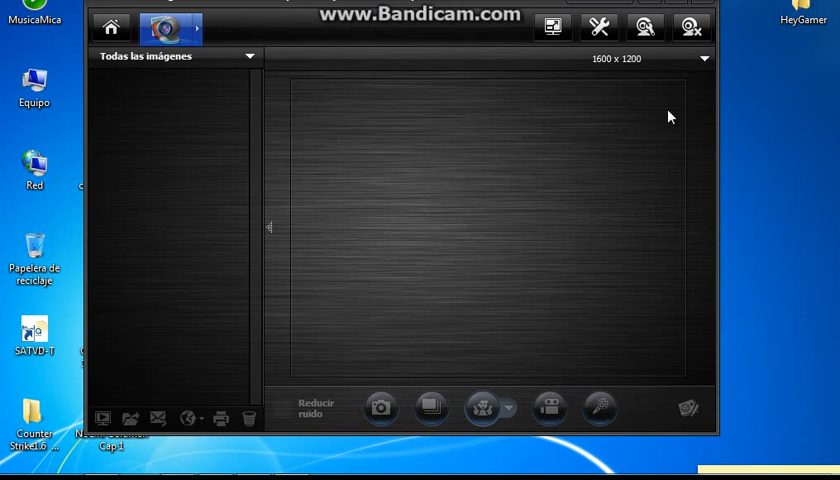 www.Bandicam.com
MusicaMica
HeyGamer
Todas las imágenes
1600 x 1200
Equipo
Red
Papelera de
reciclaje
SATVD-T
Reducir
ruido
Counter
Strike1.6 ...
Cap 1